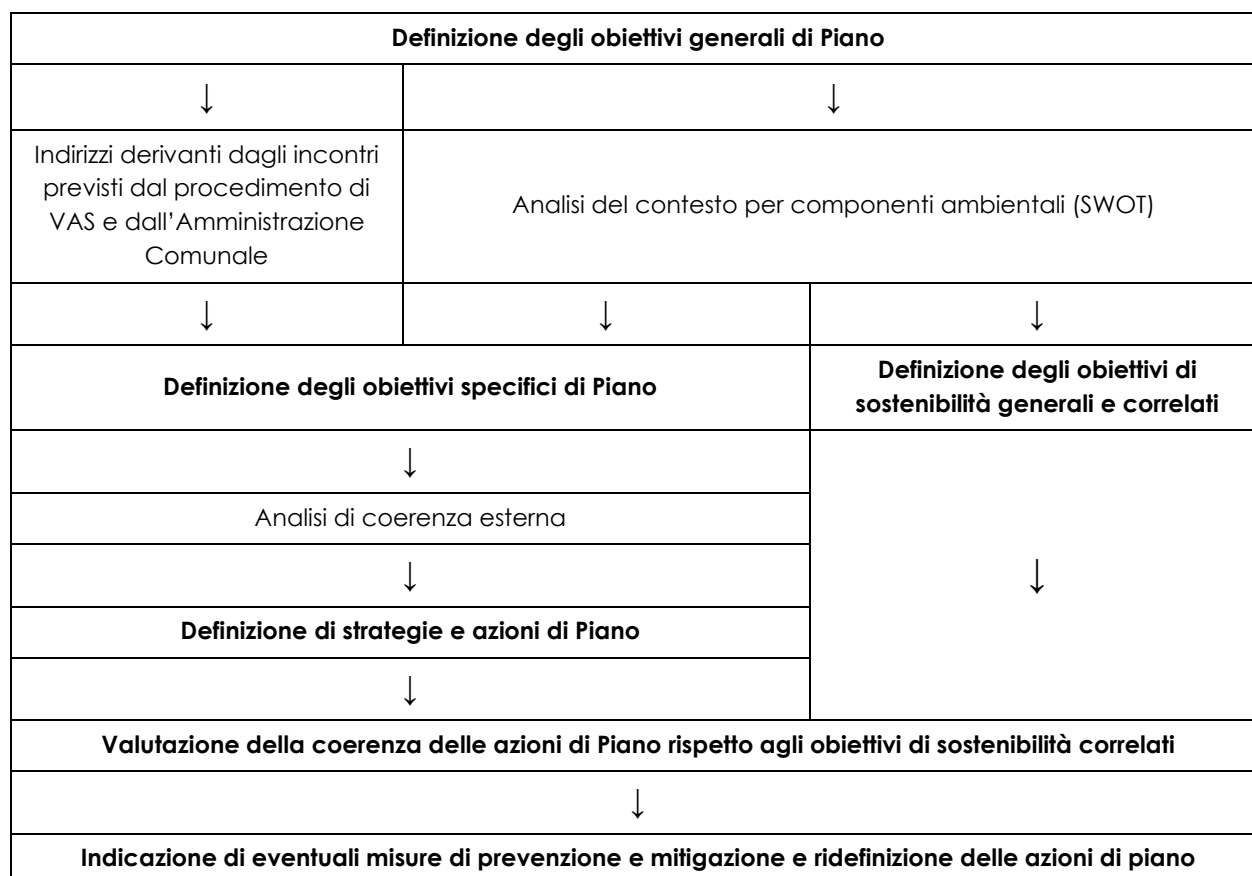 Definizione degli obiettivi generali di Piano
↓ ↓
Indirizzi derivanti dagli incontri
previsti dal procedimento di
VAS e dall’Amministrazione
Comunale
Analisi del contesto per componenti ambientali (SWOT)
↓ ↓ ↓
Definizione degli obiettivi specifici di Piano
Definizione degli obiettivi di
sostenibilità generali e correlati
↓
Analisi di coerenza esterna
↓
↓
Definizione di strategie e azioni di Piano
↓
Valutazione della coerenza delle azioni di Piano rispetto agli obiettivi di sostenibilità correlati
↓
Indicazione di eventuali misure di prevenzione e mitigazione e ridefinizione delle azioni di piano